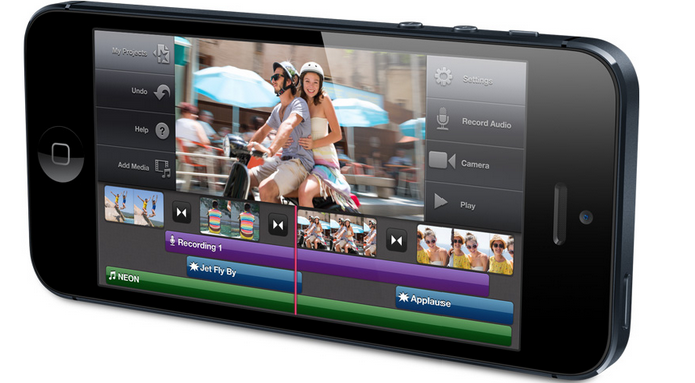 My Projects
Undo
Help
Add Media
Settings
Record Audio
Camera
Play
Recording 1
Jet Fly By
Applause
NEON